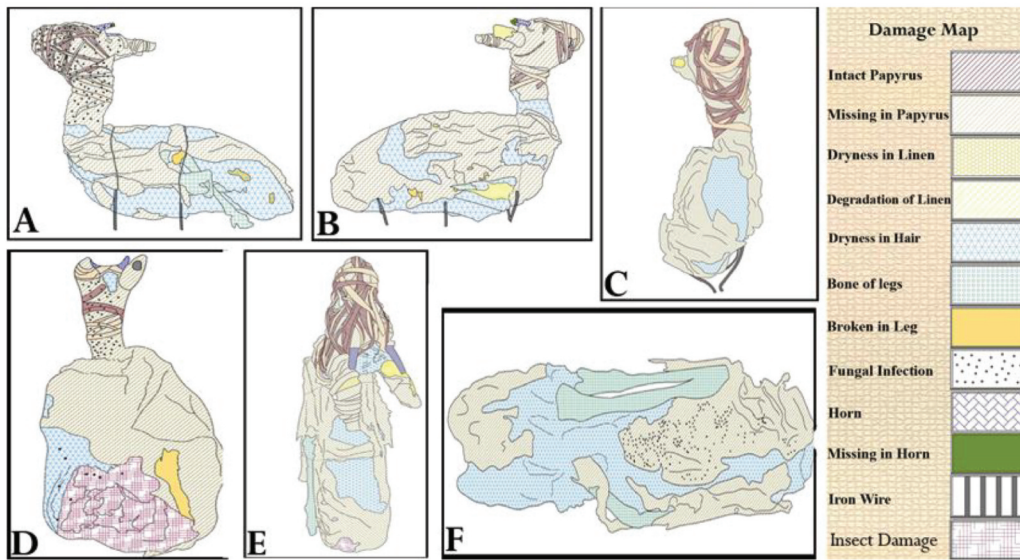 A
B
C
D
E
F
Damage Map
Intact Papyrus
Missing in Papyrus
Dryness in Linen
Degradation of Linen
Dryness in Hair
Bone of legs
Broken in Leg
Fungal Infection
Horn
Missing in Horn
Iron Wire
Insect Damage